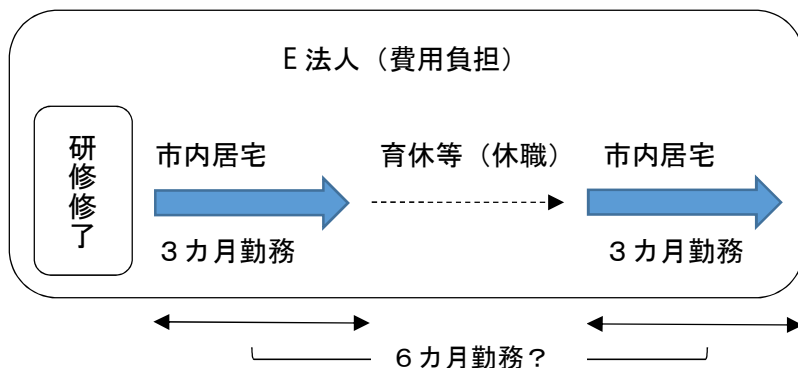 E法人（費用負担）
研修修了
市内居宅
育休等（休職）
市内居宅
３カ月勤務
３カ月勤務
６カ月勤務？